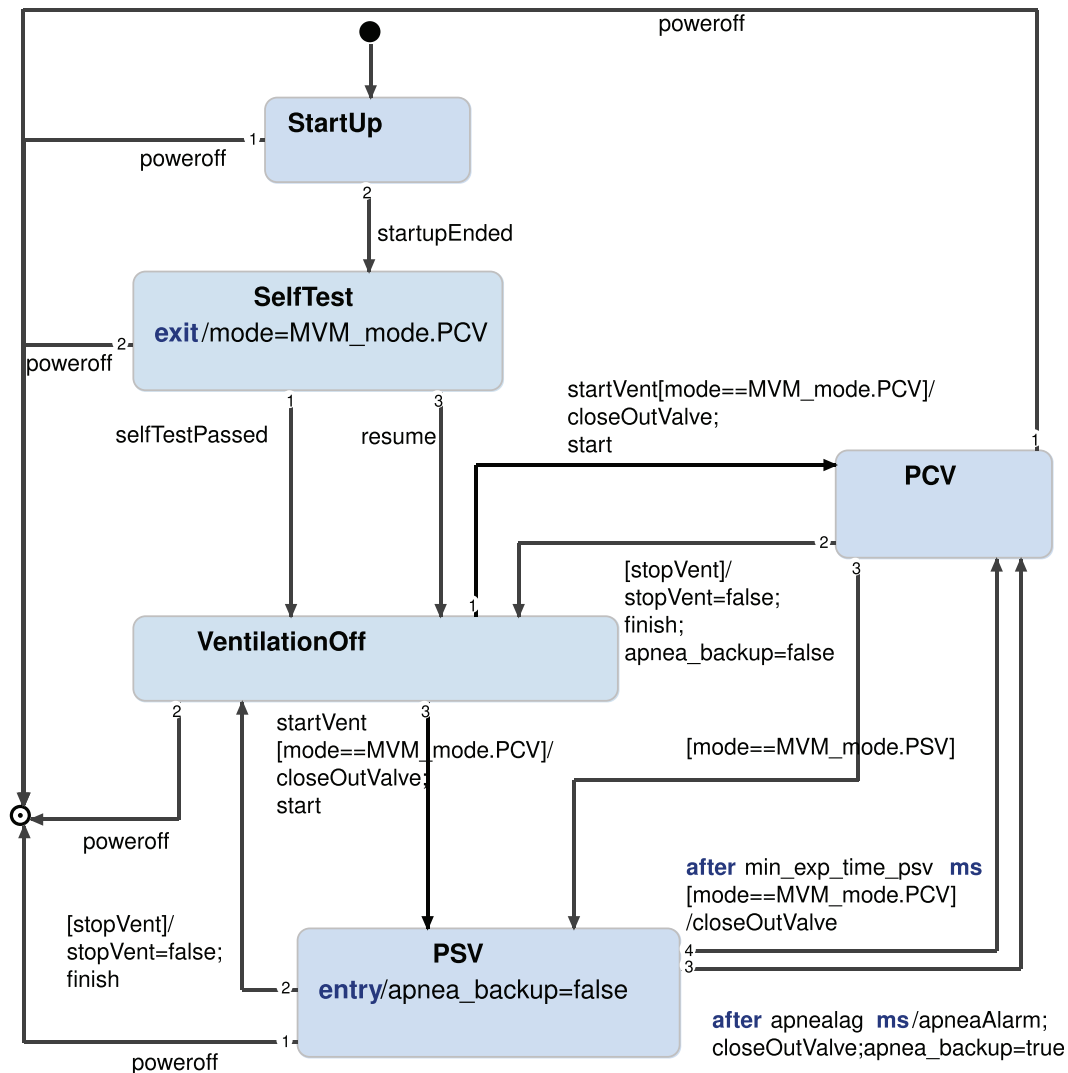 poweroff
StartUp
1
poweroff
2
startupEnded
SelfTest
exit/mode=MVM_mode.PCV
2
poweroff
1
3
selfTestPassed
resume
startVent[mode==MVM_mode.PCV]/
closeOutValve;
start
1
PCV
2
3
[stopVent]/
stopVent=false;
finish;
apnea_backup=false
1
VentilationOff
2
3
startVent
[mode==MVM_mode.PCV]/
closeOutValve;
start
[mode==MVM_mode.PSV]
poweroff
after min_exp_time_psv ms
[mode==MVM_mode.PCV]
/closeOutValve
[stopVent]/
stopVent=false;
finish
PSV
entry/apnea_backup=false
4
3
2
1
poweroff
after apnealag ms/apneaAlarm;
closeOutValve;apnea_backup=true